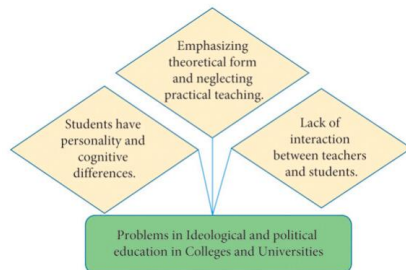 Emphasizing
theoretical form
and neglecting
practical teaching.
Students have
personality and
cognitive
differences.
Lack of
interaction
between teachers
and students.
Problems in Ideological and political
education in Colleges and Universities